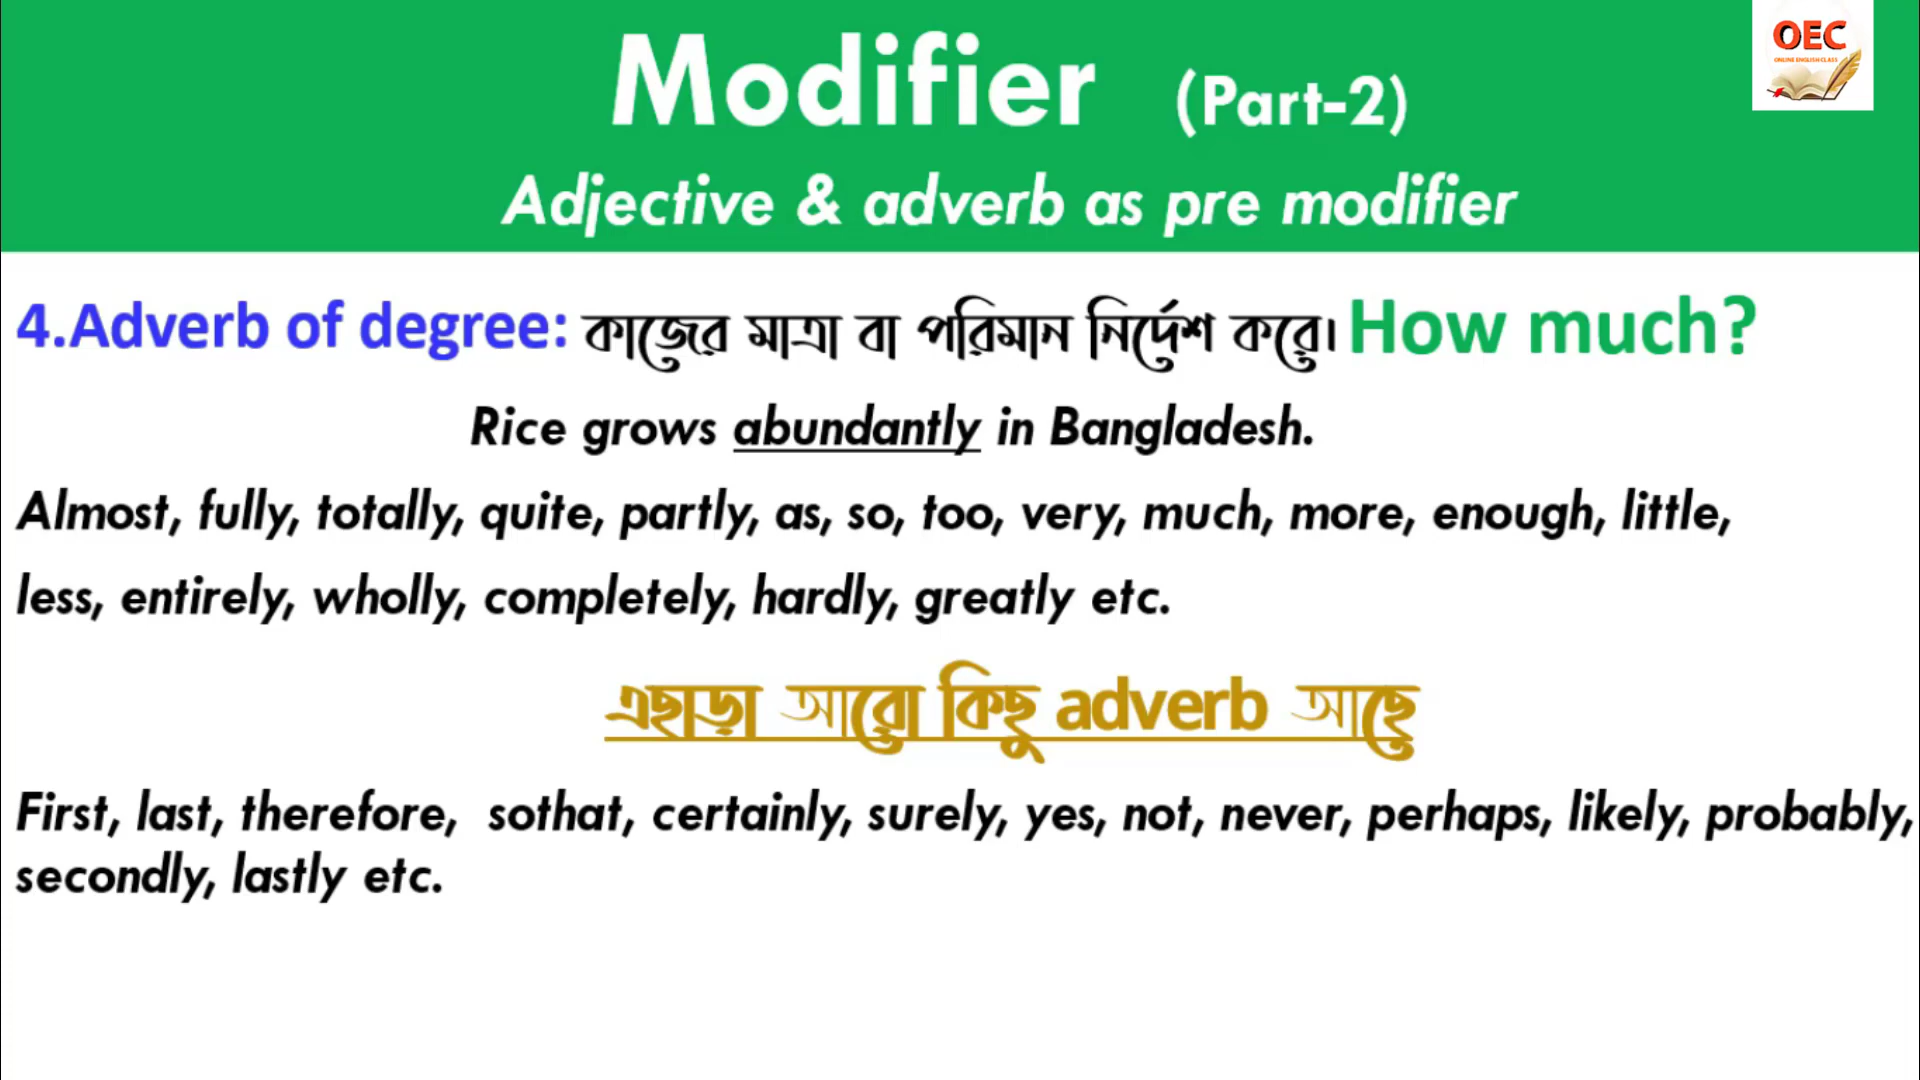 Modifier (Part-2)
OEC
ONLINE ENGLISH CLASS
Adjective & adverb as pre modifier
4.Adverb of degree: কাজের মাত্রা বা পরিমান নির্দেশ করে। How much?
Rice grows abundantly in Bangladesh.
Almost, fully, totally, quite, partly, as, so, too, very, much, more, enough, little,
less, entirely, wholly, completely, hardly, greatly etc.
এছাড়া আরো কিছু adverb আছে
First, last, therefore, sothat, certainly, surely, yes, not, never, perhaps, likely, probably,
secondly, lastly etc.